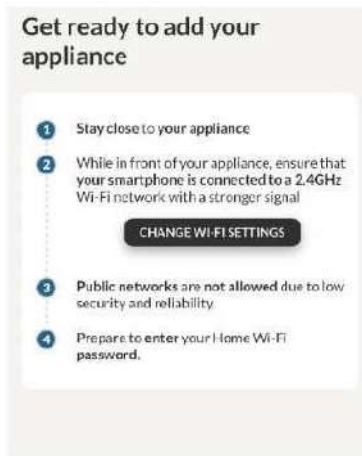 Get ready to add your
appliance
1 Stay close to your appliance
2 While in front of your appliance, ensure that
your smartphone is connected to a 2.4GHz
Wi-Fi network with a stronger signal
CHANGE WI-FI SETTINGS
3 Public networks are not allowed due to low
security and reliability
4 Prepare to enter your Home Wi-Fi
password.